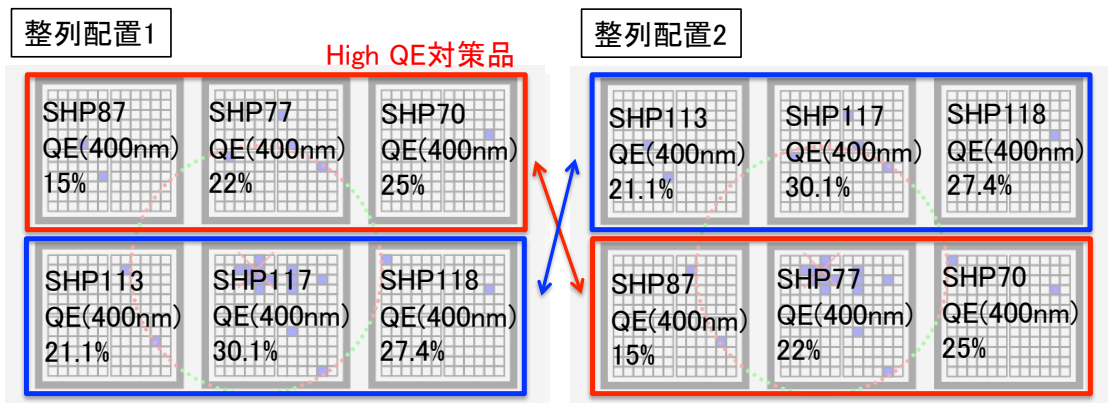 整列配置1
High QE対策品
SHP87
QE(400nm)
15%
SHP77
QE(400nm)
22%
SHP70
QE(400nm)
25%
SHP113
QE(400nm)
21.1%
SHP117
QE(400nm)
30.1%
SHP118
QE(400nm)
27.4%
整列配置2
SHP113
QE(400nm)
21.1%
SHP117
QE(400nm)
30.1%
SHP118
QE(400nm)
27.4%
SHP87
QE(400nm)
15%
SHP77
QE(400nm)
22%
SHP70
QE(400nm)
25%